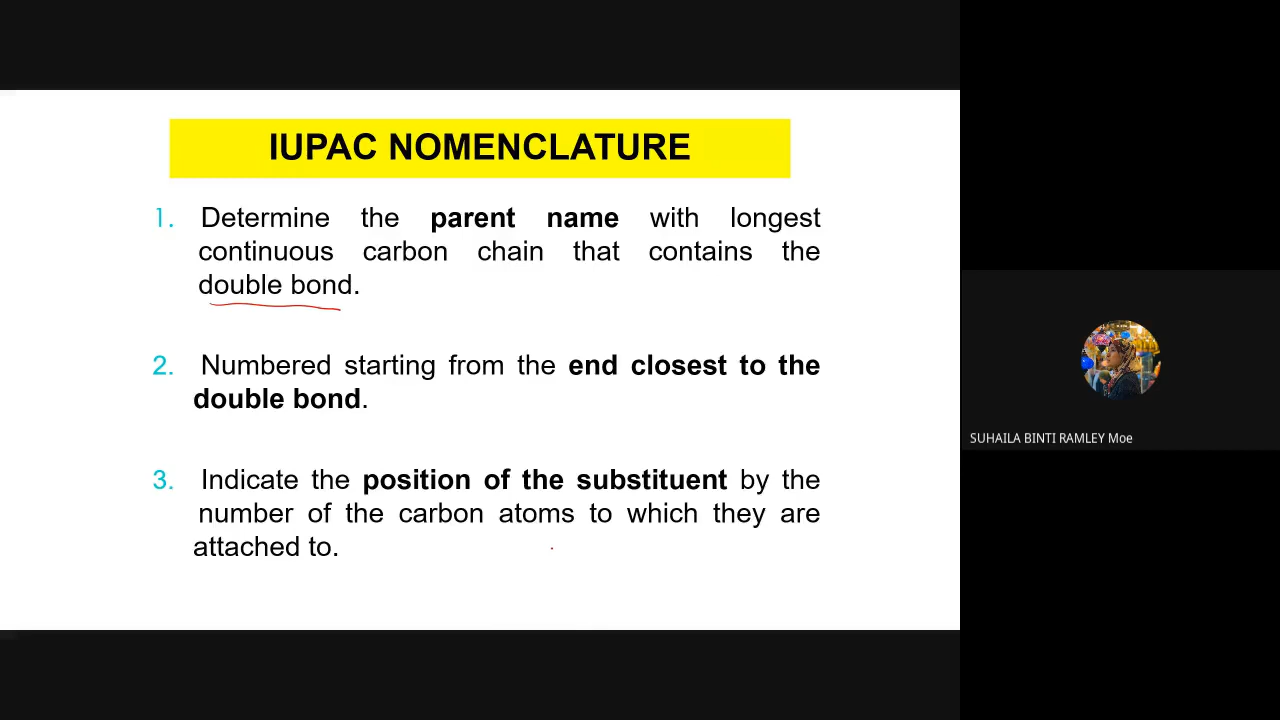 IUPAC NOMENCLATURE
1. Determine the parent name with longest
continuous carbon chain that contains the
double bond.
2. Numbered starting from the end closest to the
double bond.
3. Indicate the position of the substituent by the
number of the carbon atoms to which they are
attached to.
SUHAILA BINTI RAMLEY Moe